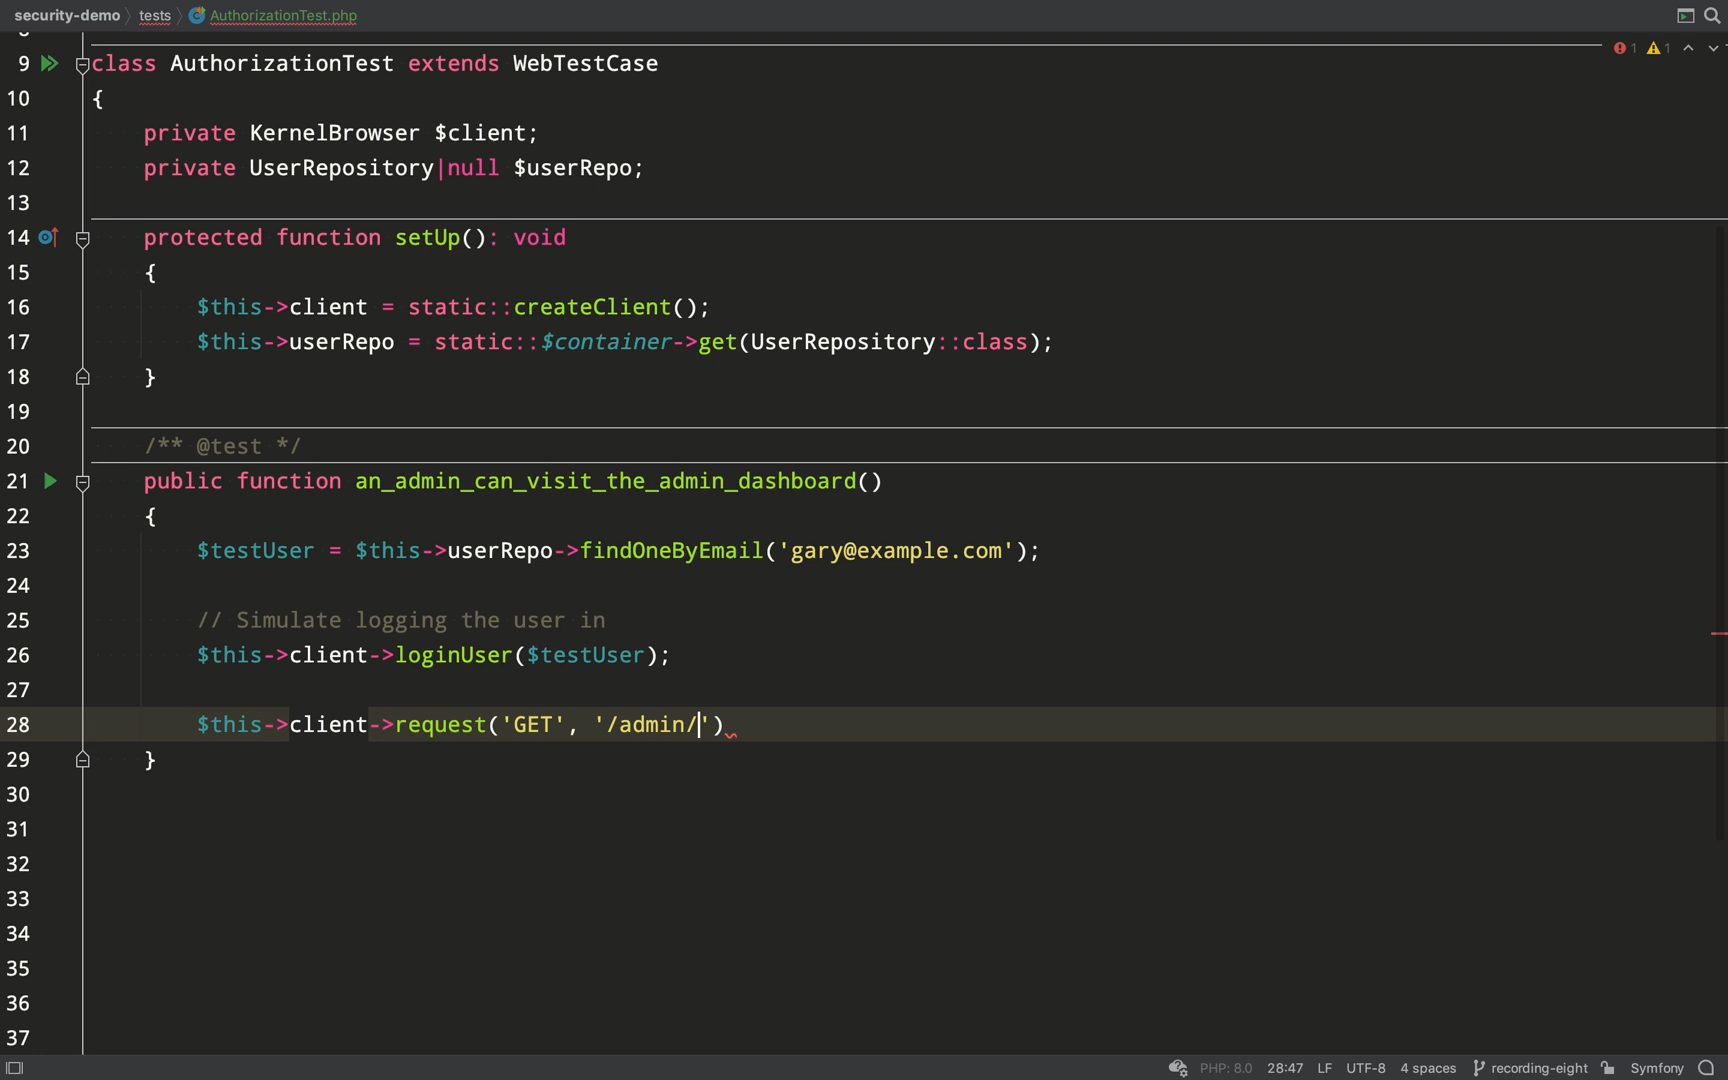 security-demo tests AuthorizationTest.php
1 1
9 class AuthorizationTest extends WebTestCase
10 {
11 private KernelBrowser $client;
12 private UserRepository|null $userRepo;
13
14 protected function setUp(): void
15 {
16 $this->client = static::createClient();
17 $this->userRepo = static::$container->get(UserRepository::class);
18 }
19
20 /** @test */
21 public function an_admin_can_visit_the_admin_dashboard()
22 {
23 $testUser = $this->userRepo->findOneByEmail('gary@example.com');
24
25 // Simulate logging the user in
26 $this->client->loginUser($testUser);
27
28 $this->client->request('GET', '/admin/')
29 }
30
31
32
33
34
35
36
37
PHP: 8.0 28:47 LF UTF-8 4 spaces recording-eight Symfony